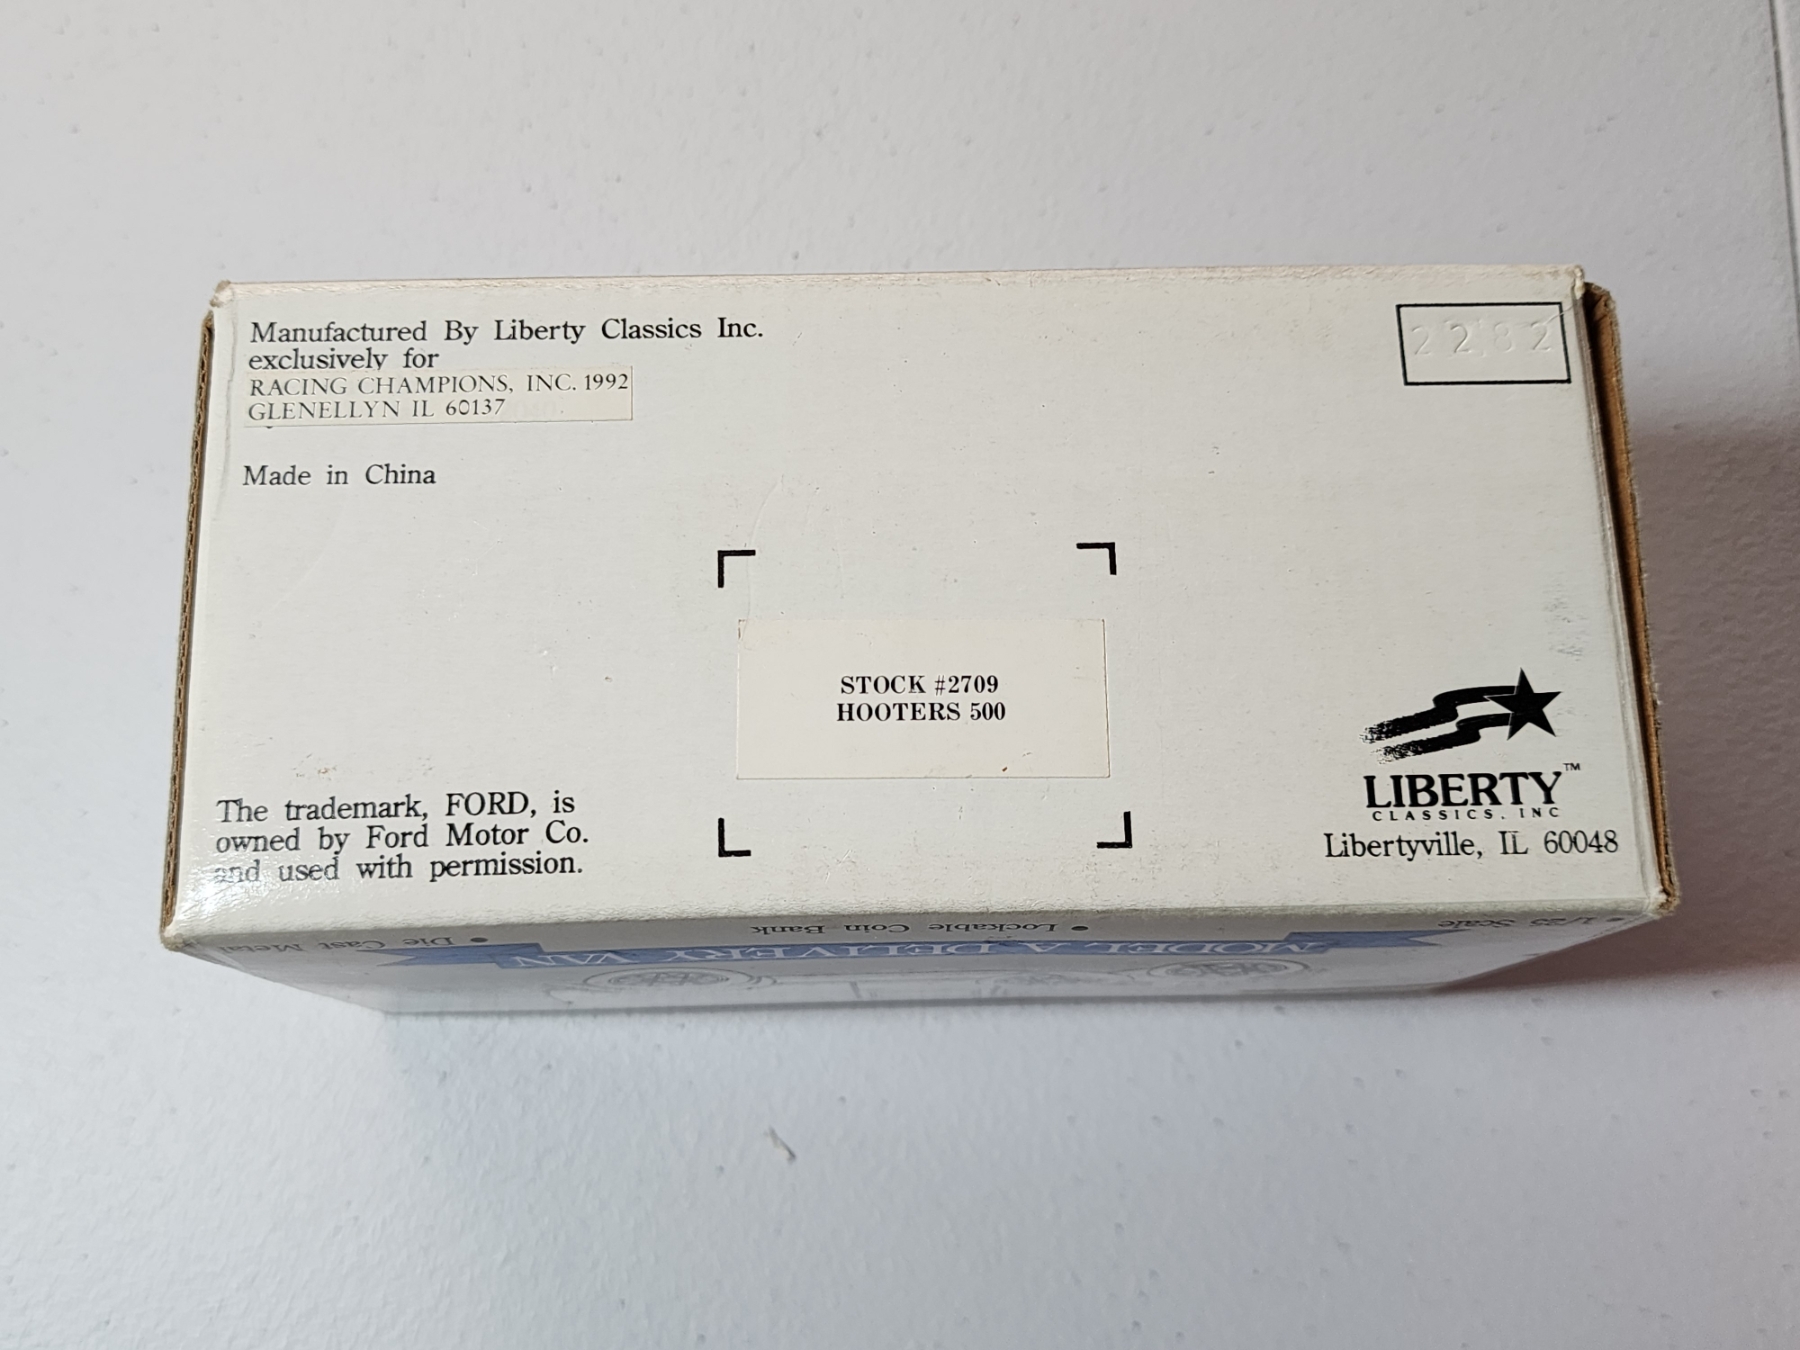 Manufactured By Liberty Classics Inc.
exclusively for
RACING CHAMPIONS, INC. 1992
GLENELLYN IL 60137
2282
Made in China
STOCK #2709
HOOTERS 500
The trademark, FORD, is
owned by Ford Motor Co.
and used with permission.
LIBERTY™
CLASSICS, INC
Libertyville, IL 60048
• 1/25 Scale
• Lockable Coin Bank
• Die Cast Metal
MODEL A DELIVERY VAN